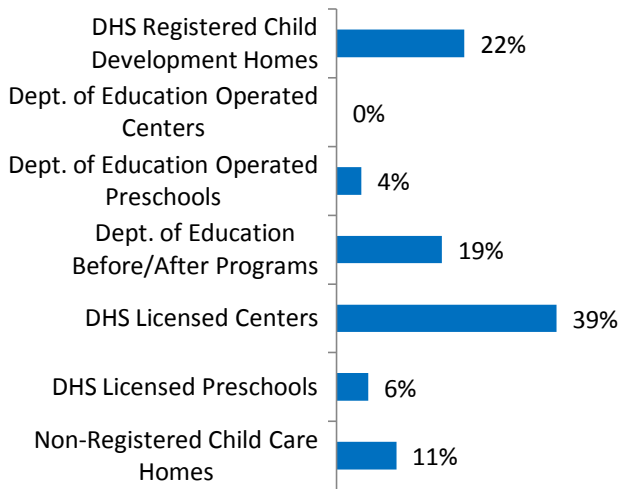 DHS Registered Child
Development Homes
22%
Dept. of Education Operated
Centers
0%
Dept. of Education Operated
Preschools
4%
Dept. of Education
Before/After Programs
19%
DHS Licensed Centers
39%
DHS Licensed Preschools
6%
Non-Registered Child Care
Homes
11%